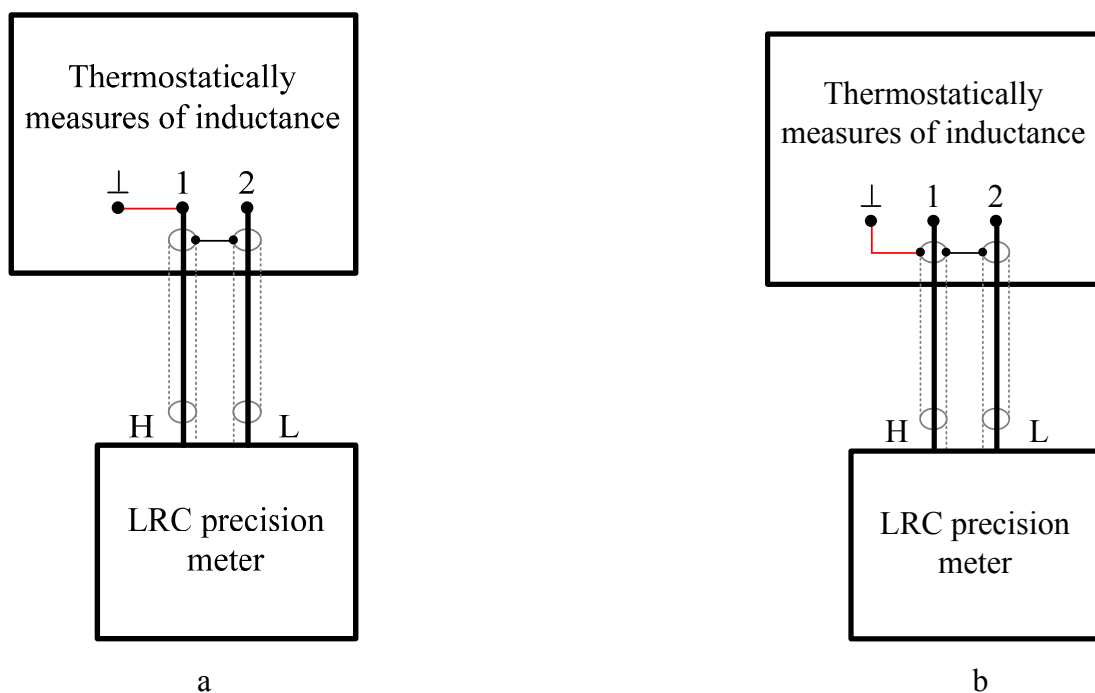 Thermostatically
measures of inductance
⊥ 1 2
H L
LRC precision
meter
a
Thermostatically
measures of inductance
⊥ 1 2
H L
LRC precision
meter
b